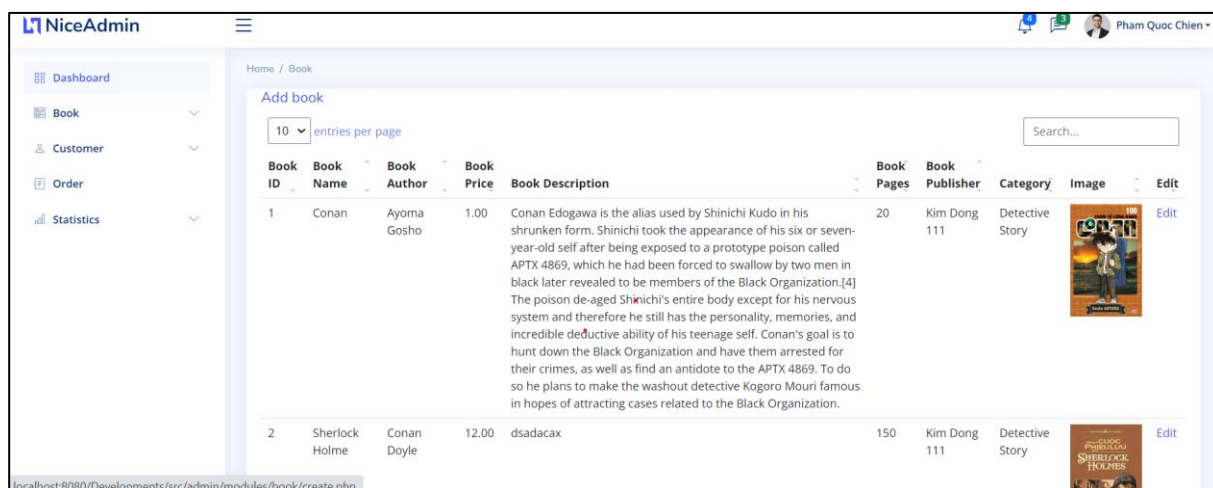 NiceAdmin
4
3
Pham Quoc Chien
Dashboard
Book
Customer
Order
Statistics
Home / Book
Add book
10 entries per page
Search...
Book ID
Book Name
Book Author
Book Price
Book Description
Book Pages
Book Publisher
Category
Image
Edit
1
Conan
Ayoma
Gosho
1.00
Conan Edogawa is the alias used by Shinichi Kudo in his
shrunken form. Shinichi took the appearance of his six or seven-
year-old self after being exposed to a prototype poison called
APTX 4869, which he had been forced to swallow by two men in
black later revealed to be members of the Black Organization.[4]
The poison de-aged Shinichi's entire body except for his nervous
system and therefore he still has the personality, memories, and
incredible deductive ability of his teenage self. Conan's goal is to
hunt down the Black Organization and have them arrested for
their crimes, as well as find an antidote to the APTX 4869. To do
so he plans to make the washout detective Kogoro Mouri famous
in hopes of attracting cases related to the Black Organization.
20
Kim Dong
111
Detective
Story
100
CONAN
Edit
2
Sherlock
Holme
Conan
Doyle
12.00
dsadacax
150
Kim Dong
111
Detective
Story
CUỘC
PHIÊU LƯU
SHERLOCK
HOLMES
Edit
localhost:8080/Developments/src/admin/modules/book/create.php